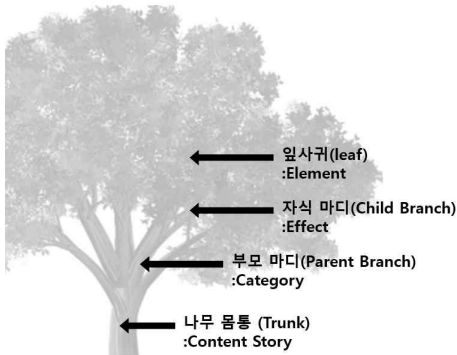 잎사귀(leaf)
:Element
자식 마디(Child Branch)
:Effect
부모 마디(Parent Branch)
:Category
나무 몸통 (Trunk)
:Content Story